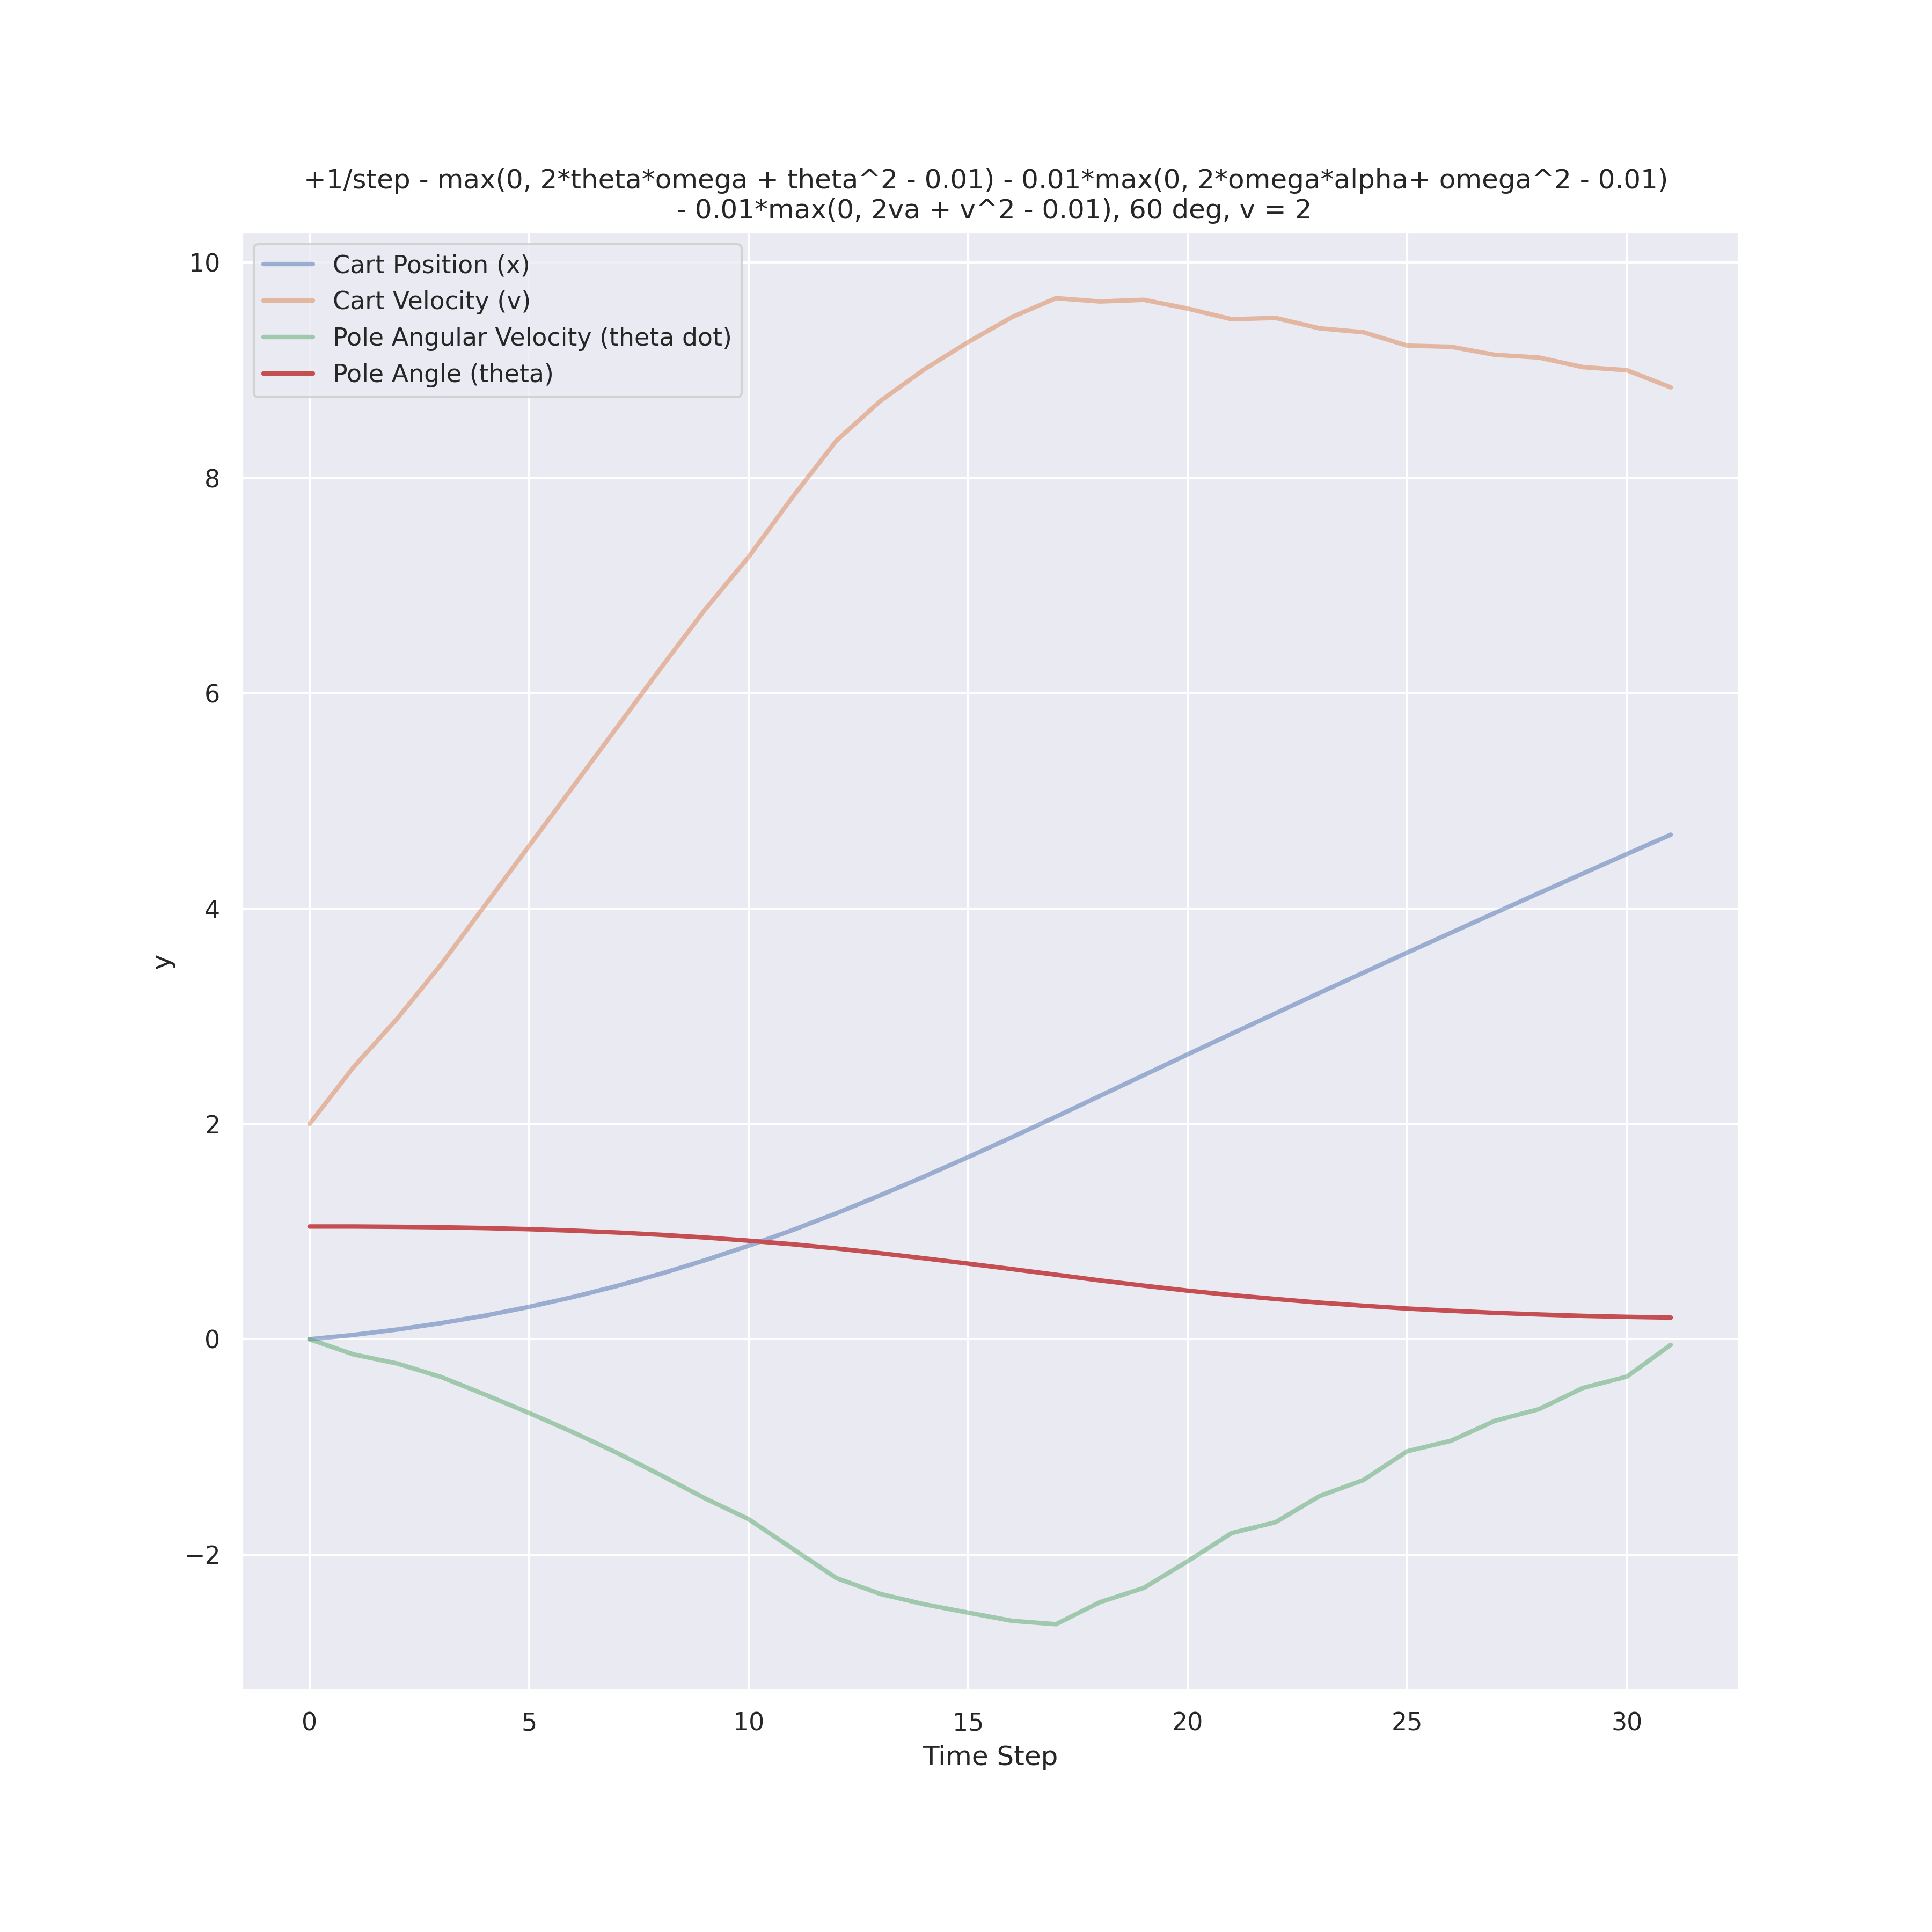 +1/step - max(0, 2*theta*omega + theta^2 - 0.01) - 0.01*max(0, 2*omega*alpha+ omega^2 - 0.01)
- 0.01*max(0, 2va + v^2 - 0.01), 60 deg, v = 2
Cart Position (x)
Cart Velocity (v)
Pole Angular Velocity (theta dot)
Pole Angle (theta)
10
8
6
4
2
0
−2
y
0 5 10 15 20 25 30
Time Step